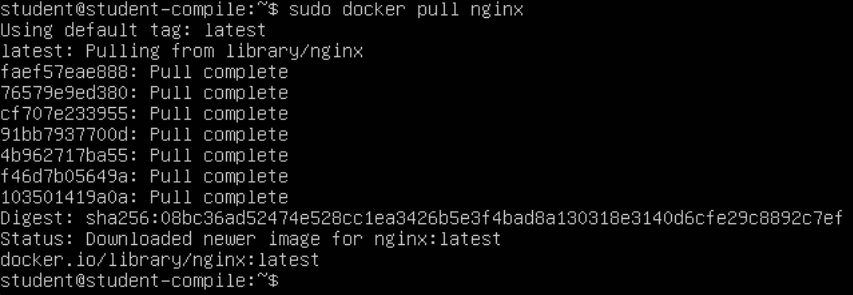 student@student-compile:~$ sudo docker pull nginx
Using default tag: latest
latest: Pulling from library/nginx
faef57eae888: Pull complete
76579e9ed380: Pull complete
cf707e233955: Pull complete
91bb7937700d: Pull complete
4b962717ba55: Pull complete
f46d7b05649a: Pull complete
103501419a0a: Pull complete
Digest: sha256:08bc36ad52474e528cc1ea3426b5e3f4bad8a130318e3140d6cfe29c8892c7ef
Status: Downloaded newer image for nginx:latest
docker.io/library/nginx:latest
student@student-compile:~$